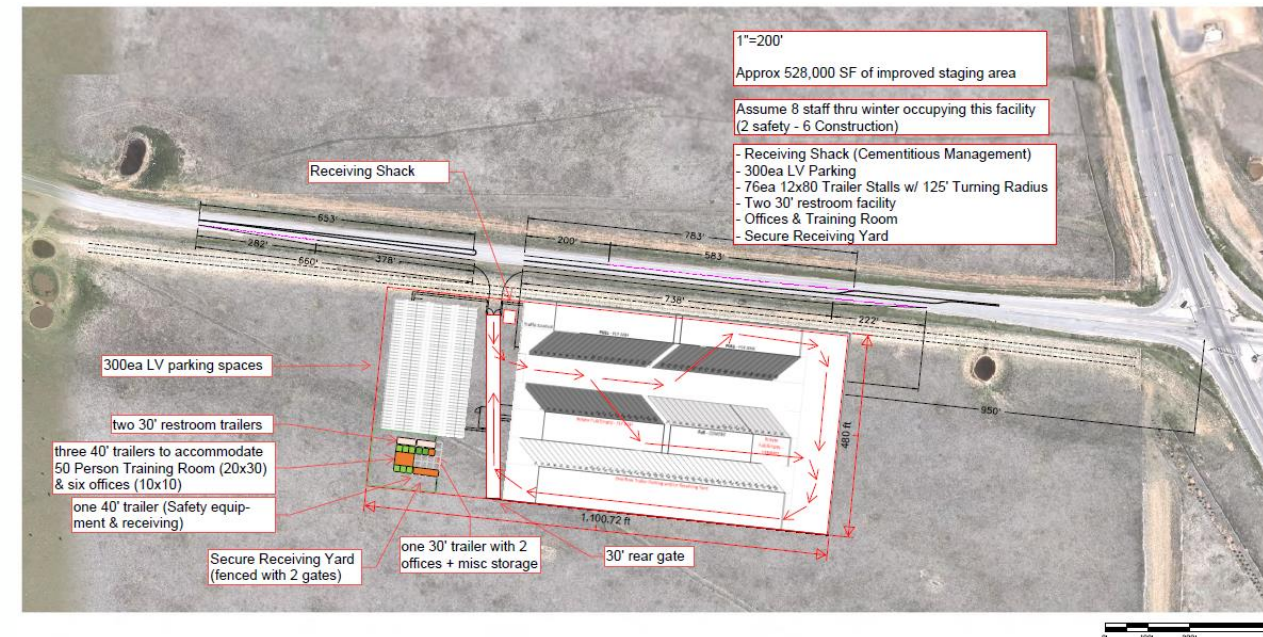 1"=200'
Approx 528,000 SF of improved staging area
Assume 8 staff thru winter occupying this facility
(2 safety - 6 Construction)
- Receiving Shack (Cementitious Management)
- 300ea LV Parking
- 76ea 12x80 Trailer Stalls w/ 125' Turning Radius
- Two 30' restroom facility
- Offices & Training Room
- Secure Receiving Yard
Receiving Shack
653'
282'
378'
660'
783'
200'
583'
738'
222'
950'
480 ft
1,100.72 ft
300ea LV parking spaces
two 30' restroom trailers
three 40' trailers to accommodate
50 Person Training Room (20x30)
& six offices (10x10)
one 40' trailer (Safety equip-
ment & receiving)
Secure Receiving Yard
(fenced with 2 gates)
one 30' trailer with 2
offices + misc storage
30' rear gate